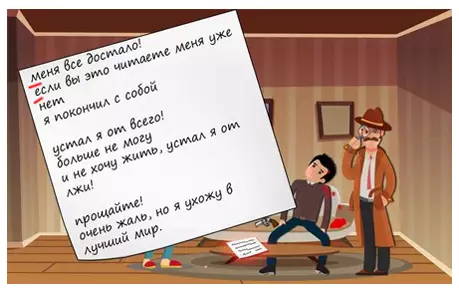 меня все достало!
если вы это читаете меня уже
нет
я покончил с собой
устал я от всего!
больше не могу
и не хочу жить, устал я от
лжи!
прощайте!
очень жаль, но я ухожу в
лучший мир.